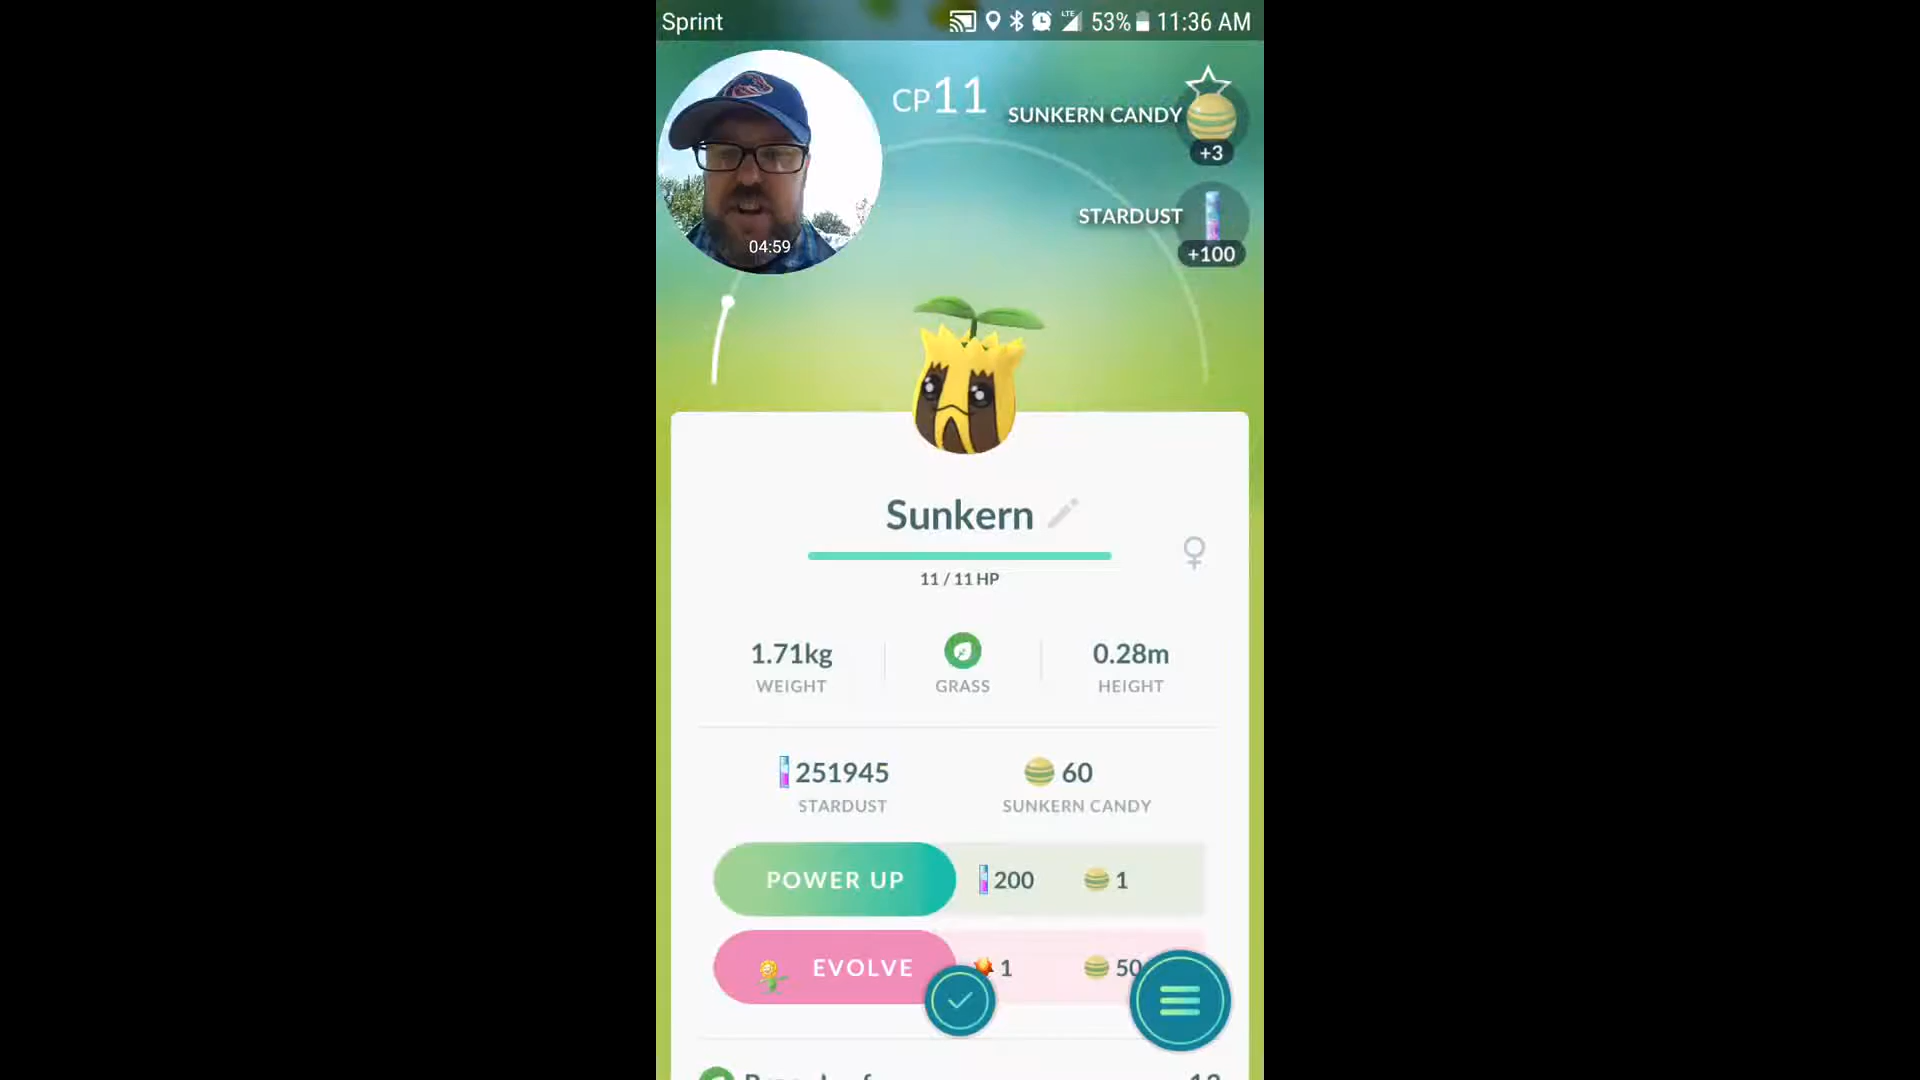 Sprint
LTE 53% 11:36 AM
CP11
SUNKERN CANDY
+3
STARDUST
+100
04:59
Sunkern
11 / 11 HP
1.71kg
WEIGHT
GRASS
0.28m
HEIGHT
251945
STARDUST
60
SUNKERN CANDY
POWER UP 200 1
EVOLVE 1 50